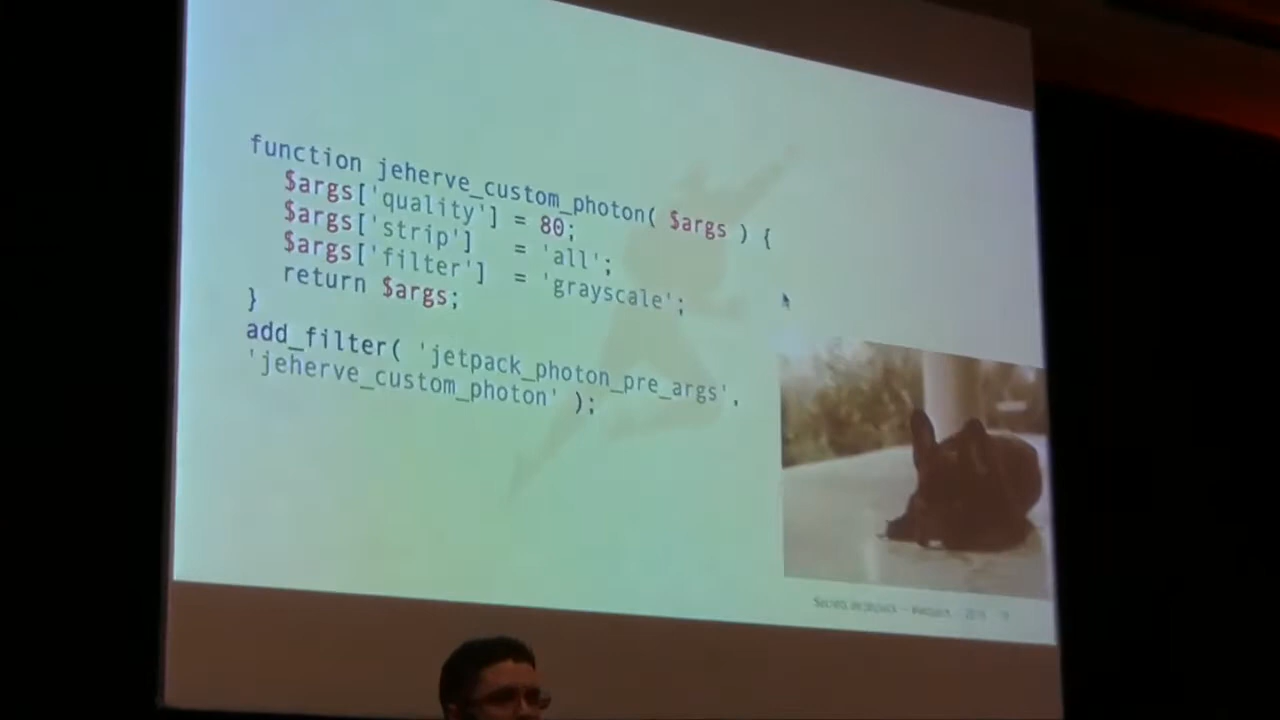 function jeherve_custom_photon( $args ) {
$args['quality'] = 80;
$args['strip']   = 'all';
$args['filter']  = 'grayscale';
return $args;
}
add_filter( 'jetpack_photon_pre_args',
'jeherve_custom_photon' );